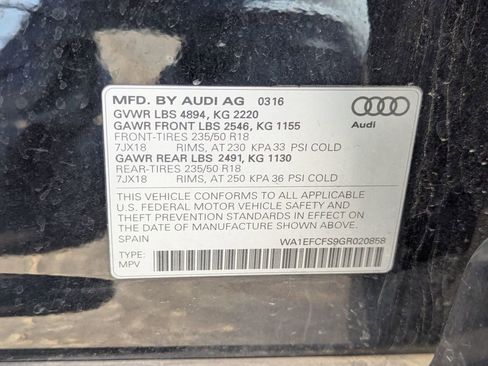 MFD. BY AUDI AG 0316
GVWR LBS 4894, KG 2220
GAWR FRONT LBS 2546, KG 1155
FRONT-TIRES 235/50 R18
7JX18 RIMS, AT 230 KPA 33 PSI COLD
GAWR REAR LBS 2491, KG 1130
REAR-TIRES 235/50 R18
7JX18 RIMS, AT 250 KPA 36 PSI COLD
THIS VEHICLE CONFORMS TO ALL APPLICABLE
U.S. FEDERAL MOTOR VEHICLE SAFETY AND
THEFT PREVENTION STANDARDS IN EFFECT ON
THE DATE OF MANUFACTURE SHOWN ABOVE.
SPAIN WA1EFCFS9GR020858
TYPE:
MPV
Audi